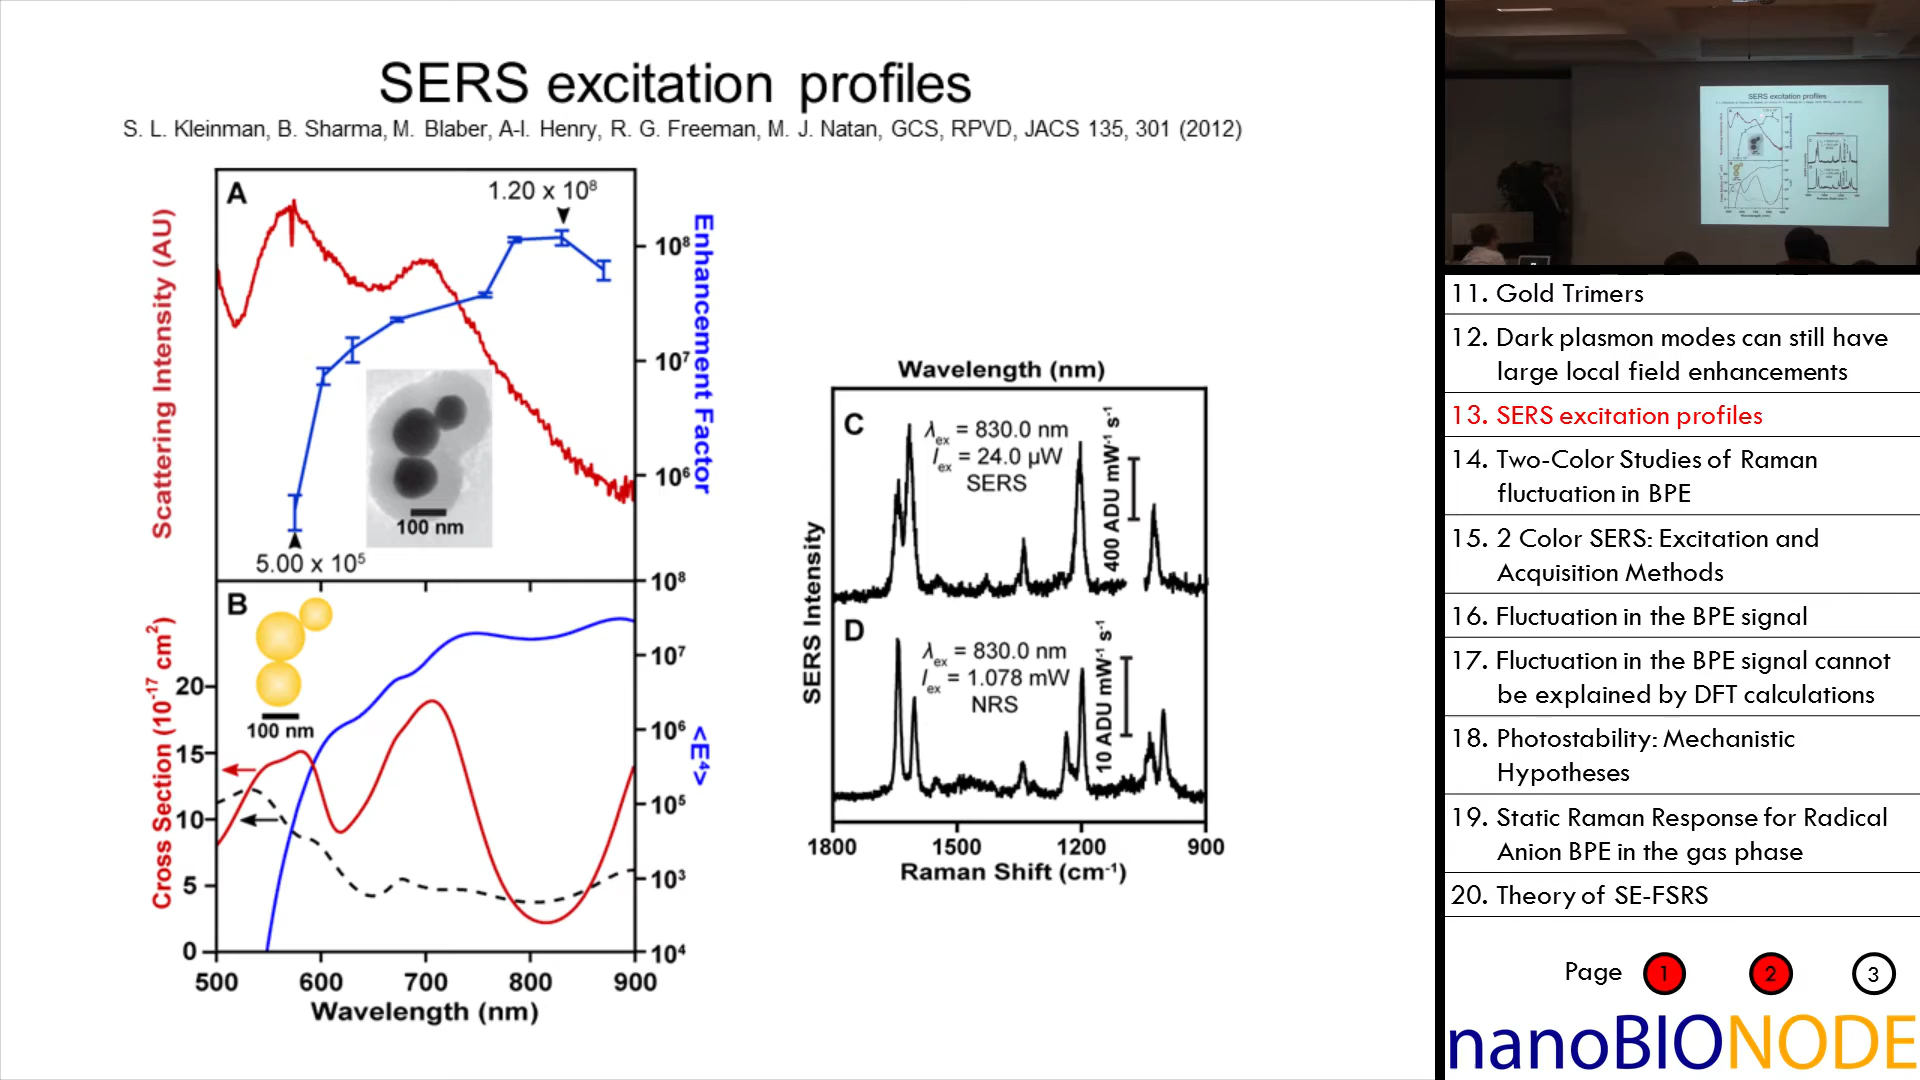 SERS excitation profiles
S. L. Kleinman, B. Sharma, M. Blaber, A-I. Henry, R. G. Freeman, M. J. Natan, GCS, RPVD, JACS 135, 301 (2012)
A
1.20 x 10⁸
5.00 x 10⁵
100 nm
Scattering Intensity (AU)
Enhancement Factor
10⁸
10⁷
10⁶
10⁸
B
100 nm
Cross Section (10⁻¹⁷ cm²)
20
15
10
5
0
10⁷
10⁶
10⁵
10³
10⁴
<E⁴>
500 600 700 800 900
Wavelength (nm)
Wavelength (nm)
C
λex = 830.0 nm
Iex = 24.0 µW
SERS
400 ADU mW⁻¹ s⁻¹
SERS Intensity
D
λex = 830.0 nm
Iex = 1.078 mW
NRS
10 ADU mW⁻¹ s⁻¹
1800 1500 1200 900
Raman Shift (cm⁻¹)
SERS excitation profiles
11. Gold Trimers
12. Dark plasmon modes can still have
large local field enhancements
13. SERS excitation profiles
14. Two-Color Studies of Raman
fluctuation in BPE
15. 2 Color SERS: Excitation and
Acquisition Methods
16. Fluctuation in the BPE signal
17. Fluctuation in the BPE signal cannot
be explained by DFT calculations
18. Photostability: Mechanistic
Hypotheses
19. Static Raman Response for Radical
Anion BPE in the gas phase
20. Theory of SE-FSRS
Page 1 2 3
nanoBIONODE